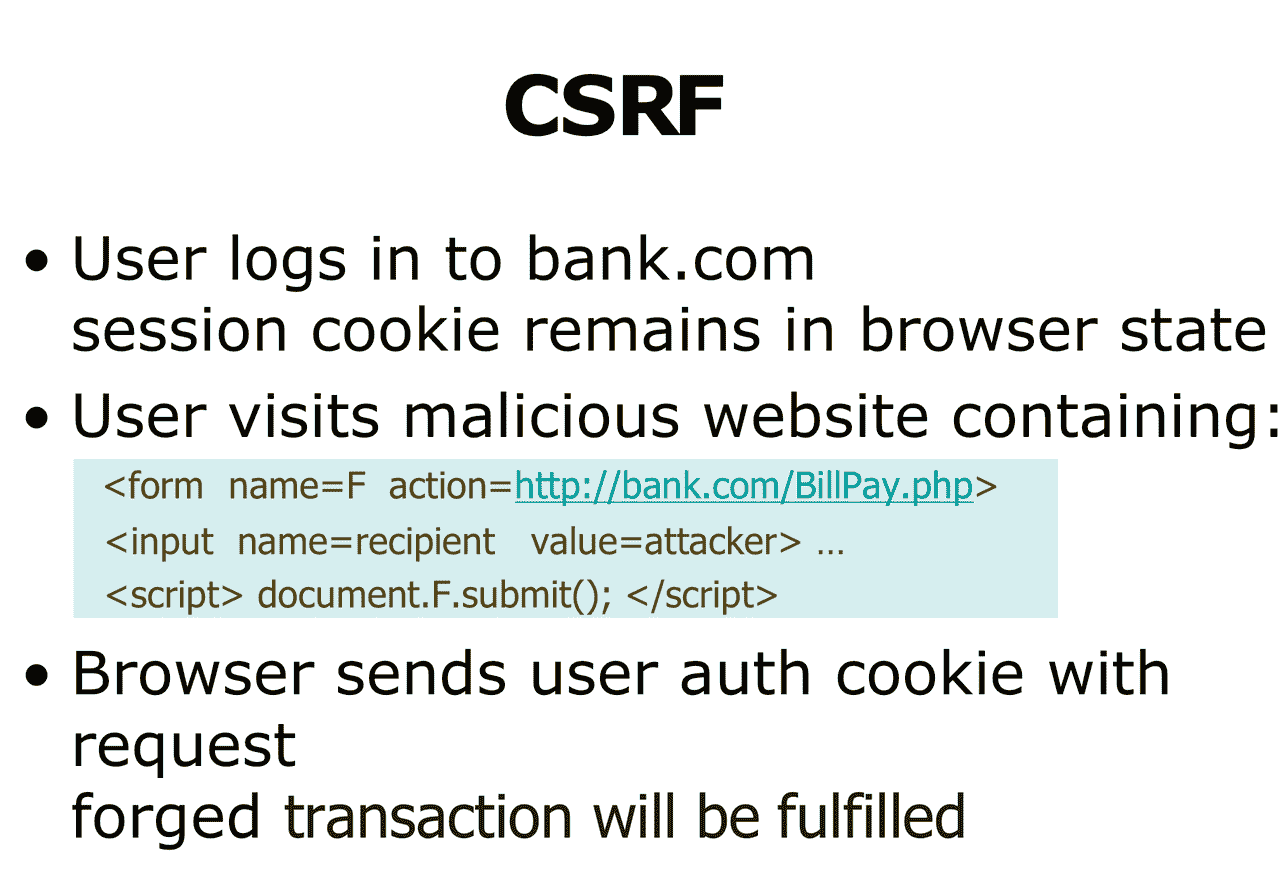 CSRF
• User logs in to bank.com
session cookie remains in browser state
• User visits malicious website containing:
<form name=F action=http://bank.com/BillPay.php>
<input name=recipient value=attacker> …
<script> document.F.submit(); </script>
• Browser sends user auth cookie with
request
forged transaction will be fulfilled